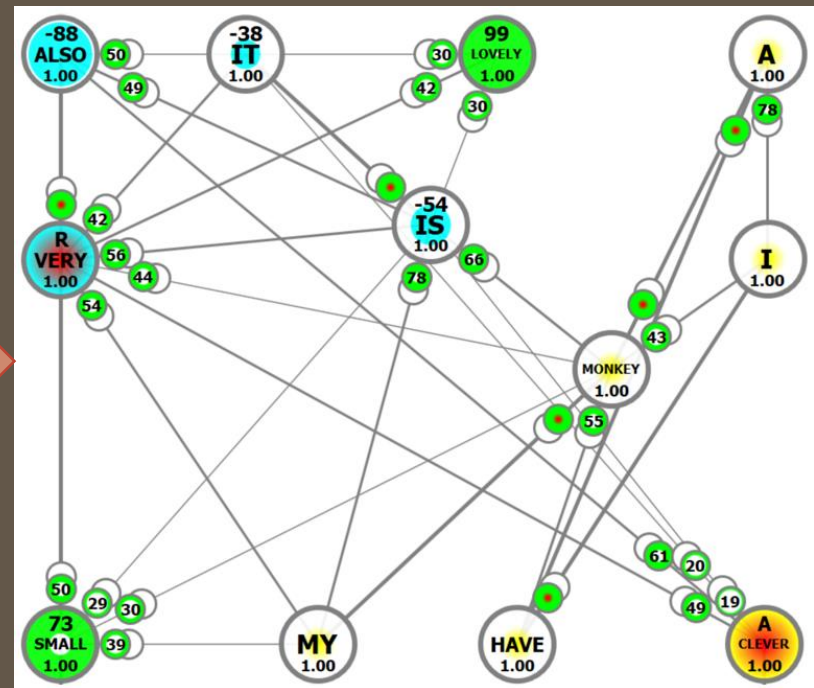 -88
ALSO
1.00
50
49
-38
IT
1.00
30
42
99
LOVELY
1.00
30
A
1.00
78
R
VERY
1.00
42
56
44
54
-54
IS
1.00
66
78
I
1.00
43
MONKEY
1.00
55
50
29
30
39
73
SMALL
1.00
MY
1.00
HAVE
1.00
61
20
19
49
A
CLEVER
1.00